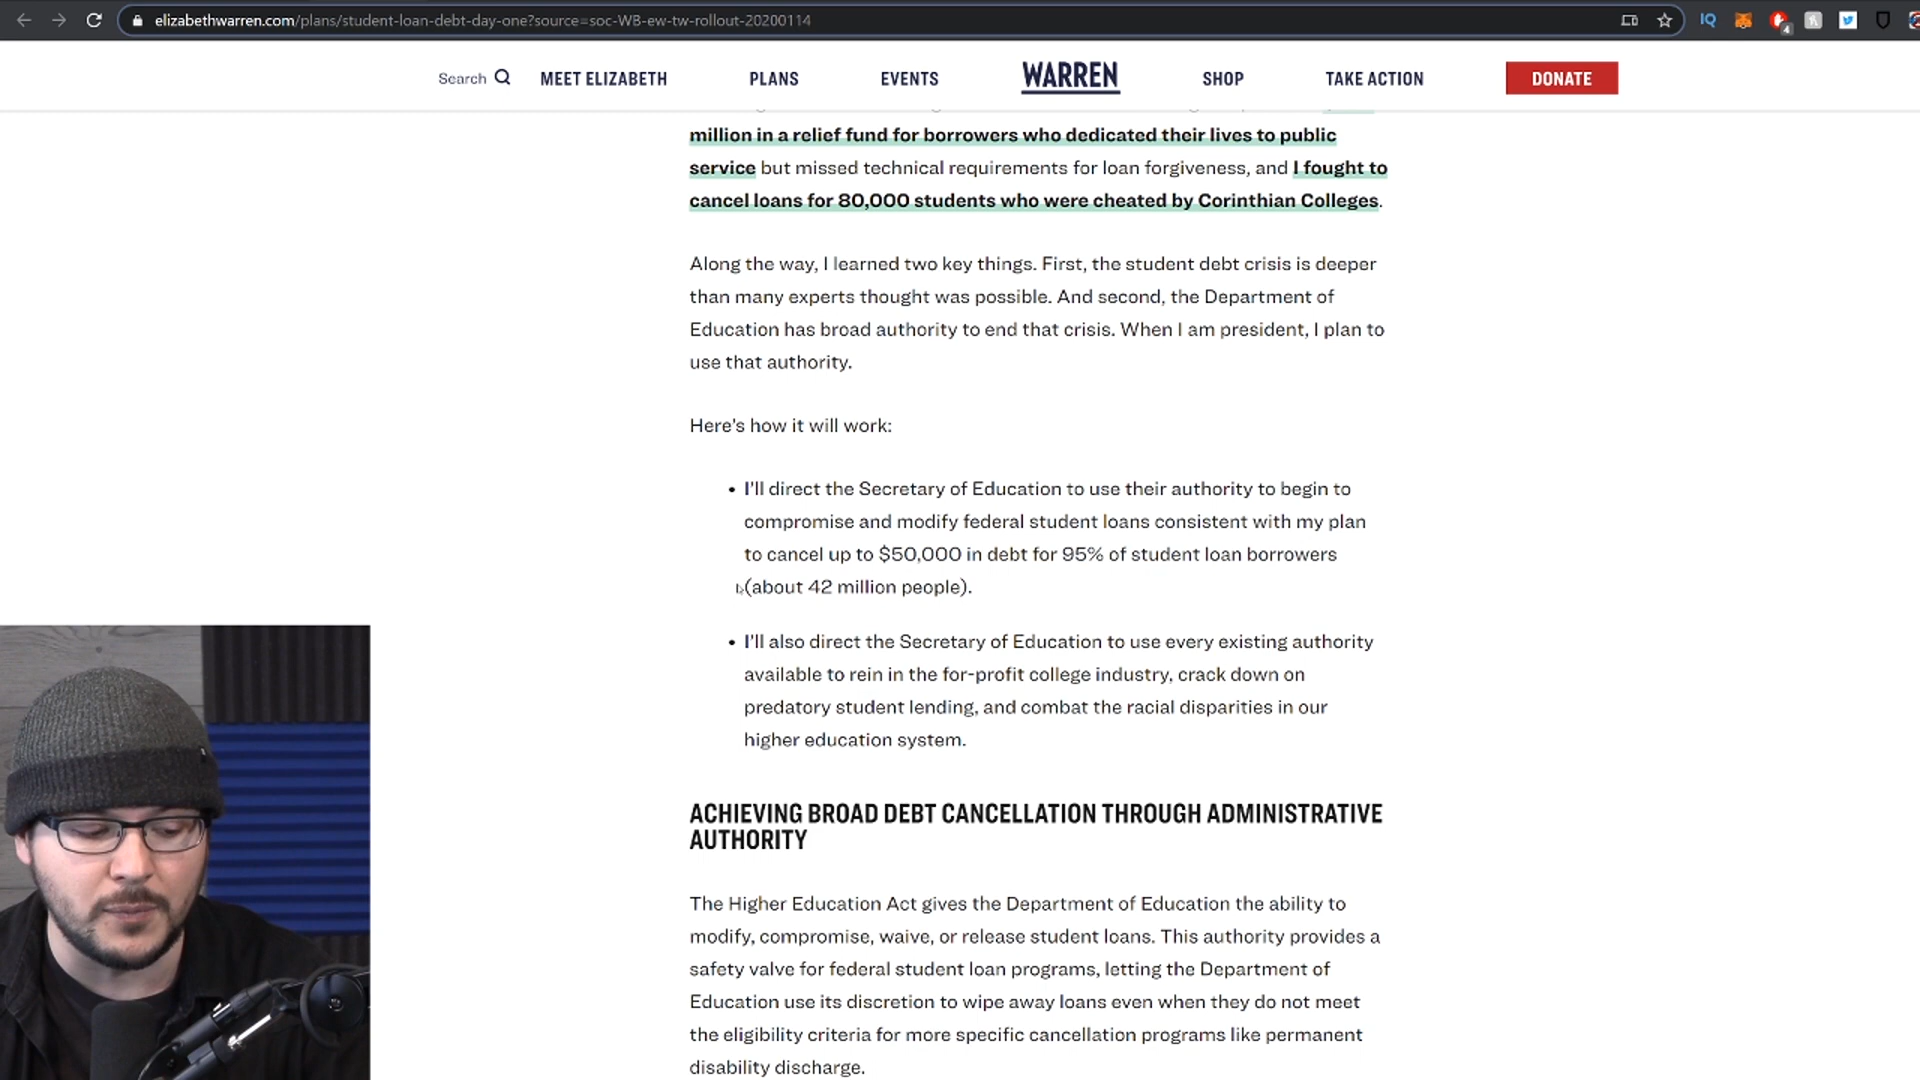 elizabethwarren.com/plans/student-loan-debt-day-one?source=soc-WB-ew-tw-rollout-20200114
IQ
4
Search MEET ELIZABETH PLANS EVENTS WARREN SHOP TAKE ACTION DONATE
million in a relief fund for borrowers who dedicated their lives to public
service but missed technical requirements for loan forgiveness, and I fought to
cancel loans for 80,000 students who were cheated by Corinthian Colleges.
Along the way, I learned two key things. First, the student debt crisis is deeper
than many experts thought was possible. And second, the Department of
Education has broad authority to end that crisis. When I am president, I plan to
use that authority.
Here's how it will work:
• I'll direct the Secretary of Education to use their authority to begin to
compromise and modify federal student loans consistent with my plan
to cancel up to $50,000 in debt for 95% of student loan borrowers
(about 42 million people).
• I'll also direct the Secretary of Education to use every existing authority
available to rein in the for-profit college industry, crack down on
predatory student lending, and combat the racial disparities in our
higher education system.
ACHIEVING BROAD DEBT CANCELLATION THROUGH ADMINISTRATIVE
AUTHORITY
The Higher Education Act gives the Department of Education the ability to
modify, compromise, waive, or release student loans. This authority provides a
safety valve for federal student loan programs, letting the Department of
Education use its discretion to wipe away loans even when they do not meet
the eligibility criteria for more specific cancellation programs like permanent
disability discharge.